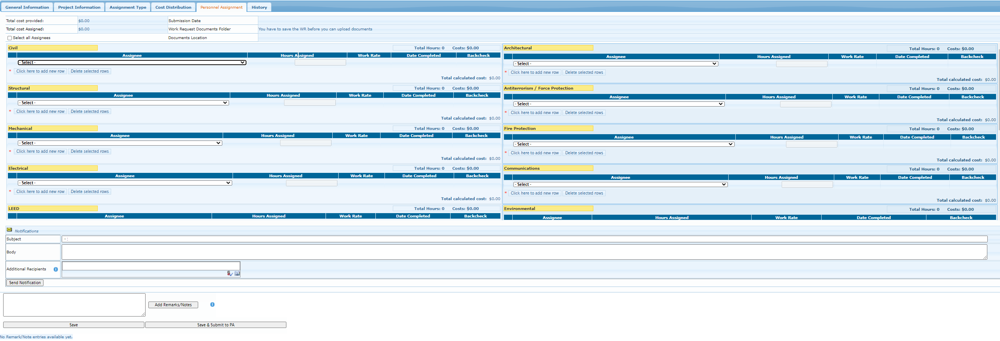 General Information Project Information Assignment Type Cost Distribution Personnel Assignment History
Total cost provided: $0.00 Submission Date
Total cost Assigned: $0.00 Work Request Documents Folder You have to save the WR before you can upload documents
Select all Assignees Documents Location
Civil Total Hours: 0 Costs: $0.00
Assignee Hours Assigned Work Rate Date Completed Backcheck
- Select -
* Click here to add new row Delete selected rows
Total calculated cost: $0.00
Architectural Total Hours: 0 Costs: $0.00
Assignee Hours Assigned Work Rate Date Completed Backcheck
- Select -
* Click here to add new row Delete selected rows
Total calculated cost: $0.00
Structural Total Hours: 0 Costs: $0.00
Assignee Hours Assigned Work Rate Date Completed Backcheck
- Select -
* Click here to add new row Delete selected rows
Total calculated cost: $0.00
Antiterrorism / Force Protection Total Hours: 0 Costs: $0.00
Assignee Hours Assigned Work Rate Date Completed Backcheck
- Select -
* Click here to add new row Delete selected rows
Total calculated cost: $0.00
Mechanical Total Hours: 0 Costs: $0.00
Assignee Hours Assigned Work Rate Date Completed Backcheck
- Select -
* Click here to add new row Delete selected rows
Total calculated cost: $0.00
Fire Protection Total Hours: 0 Costs: $0.00
Assignee Hours Assigned Work Rate Date Completed Backcheck
- Select -
* Click here to add new row Delete selected rows
Total calculated cost: $0.00
Electrical Total Hours: 0 Costs: $0.00
Assignee Hours Assigned Work Rate Date Completed Backcheck
- Select -
* Click here to add new row Delete selected rows
Total calculated cost: $0.00
Communications Total Hours: 0 Costs: $0.00
Assignee Hours Assigned Work Rate Date Completed Backcheck
- Select -
* Click here to add new row Delete selected rows
Total calculated cost: $0.00
LEED Total Hours: 0 Costs: $0.00
Assignee Hours Assigned Work Rate Date Completed Backcheck
Environmental Total Hours: 0 Costs: $0.00
Assignee Hours Assigned Work Rate Date Completed Backcheck
Notifications
Subject - :
Body
Additional Recipients
Send Notification
Add Remarks/Notes
Save Save & Submit to PA
No Remark/Note entries available yet.